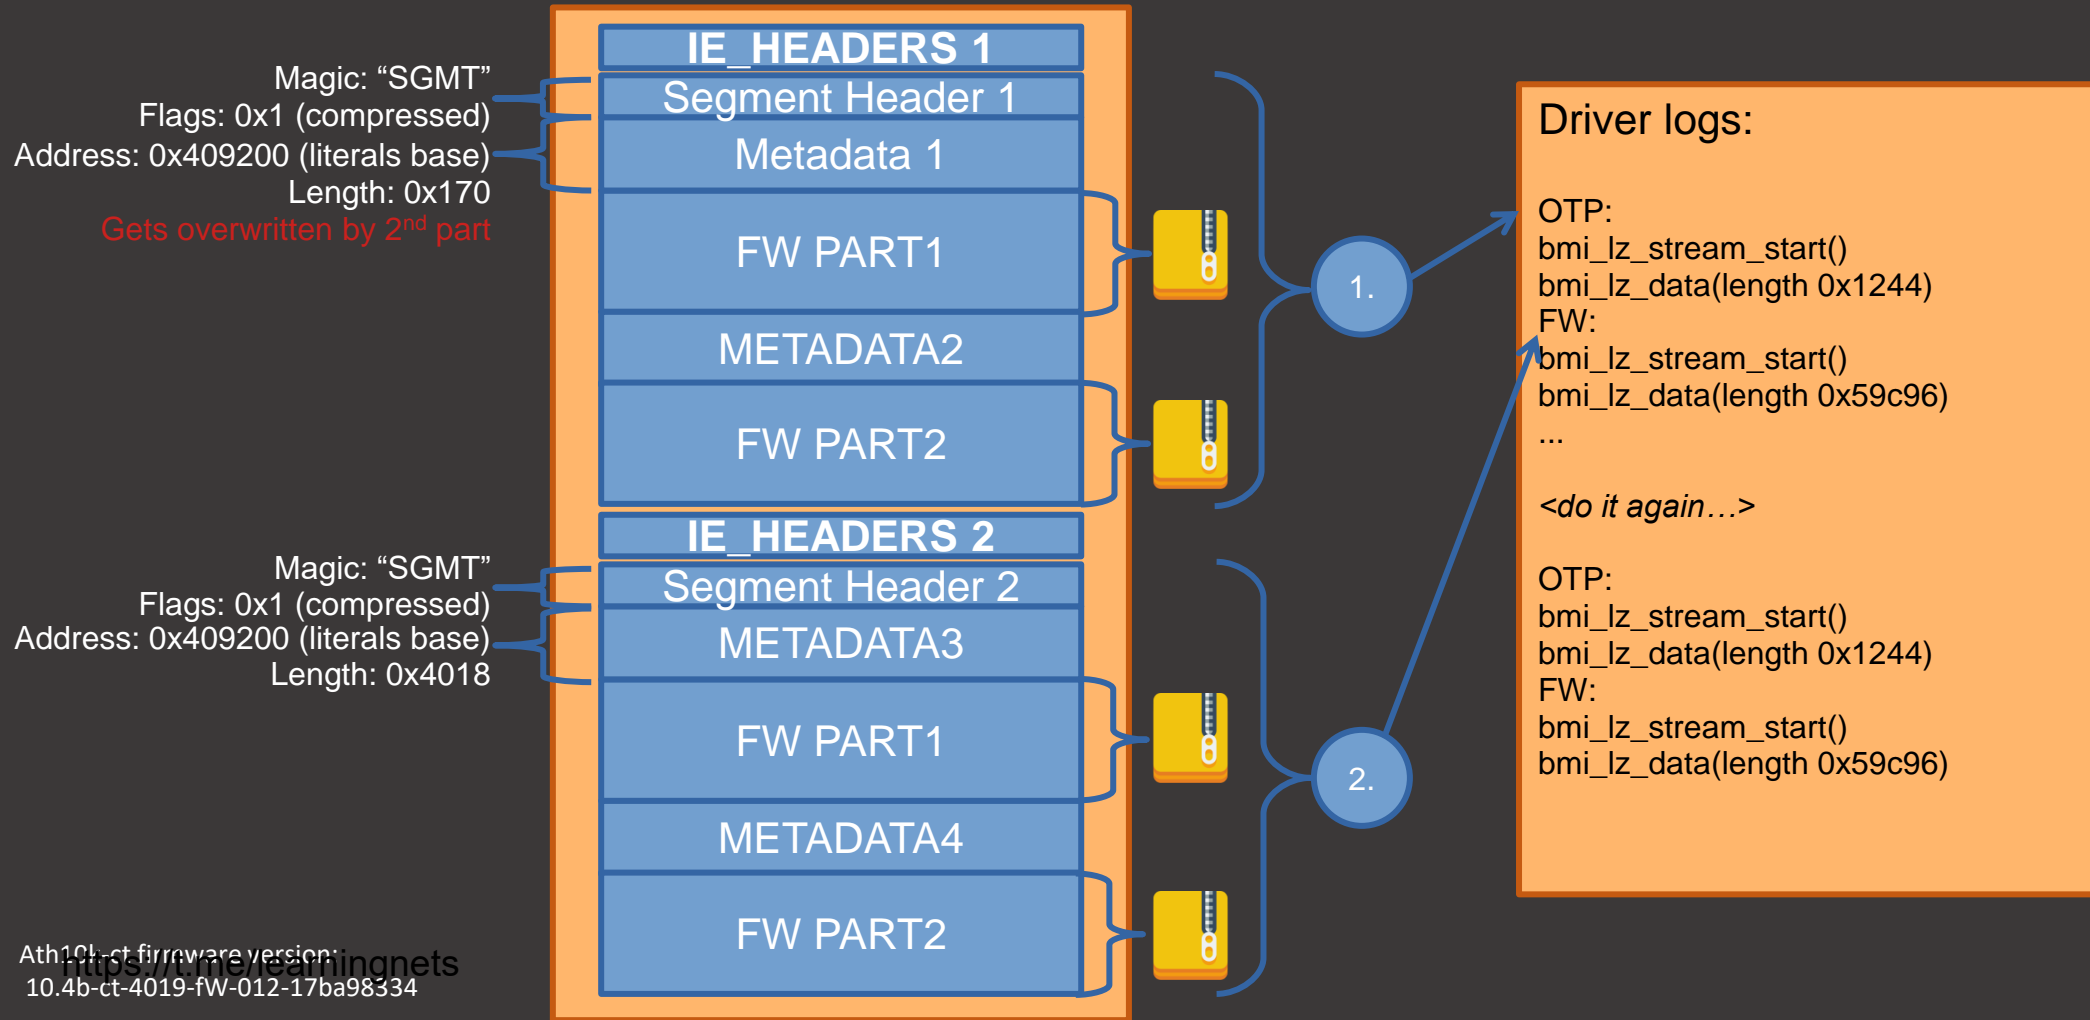 Magic: “SGMT”
Flags: 0x1 (compressed)
Address: 0x409200 (literals base)
Length: 0x170
Gets overwritten by 2nd part
IE_HEADERS 1
Segment Header 1
Metadata 1
FW PART1
METADATA2
FW PART2
IE_HEADERS 2
Segment Header 2
METADATA3
FW PART1
METADATA4
FW PART2
Magic: “SGMT”
Flags: 0x1 (compressed)
Address: 0x409200 (literals base)
Length: 0x4018
1.
2.
Driver logs:
OTP:
bmi_lz_stream_start()
bmi_lz_data(length 0x1244)
FW:
bmi_lz_stream_start()
bmi_lz_data(length 0x59c96)
...
<do it again…>
OTP:
bmi_lz_stream_start()
bmi_lz_data(length 0x1244)
FW:
bmi_lz_stream_start()
bmi_lz_data(length 0x59c96)
Ath10k-ct firmware version:
10.4b-ct-4019-fW-012-17ba98334
https://t.me/learningnets